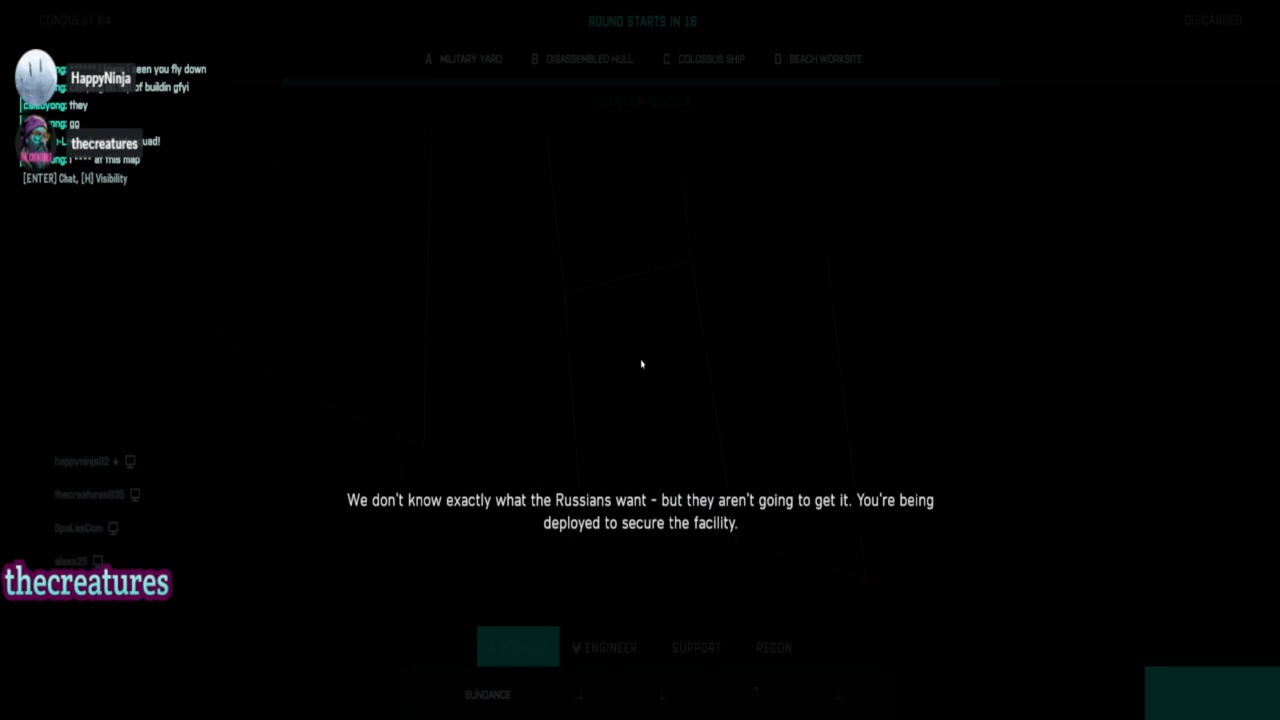 CONQUEST 64
ROUND STARTS IN 16
DISCARDED
A MILITARY YARD B DISASSEMBLED HULL C COLOSSUS SHIP D BEACH WORKSITE
HappyNinja
een you fly down
of buildin gfyi
they
gg
thecreatures
uad!
at this map
[ENTER] Chat, [H] Visibility
happyninja22
SpaLesCom
We don't know exactly what the Russians want - but they aren't going to get it. You're being
deployed to secure the facility.
thecreatures
ENGINEER SUPPORT RECON
SUNDANCE